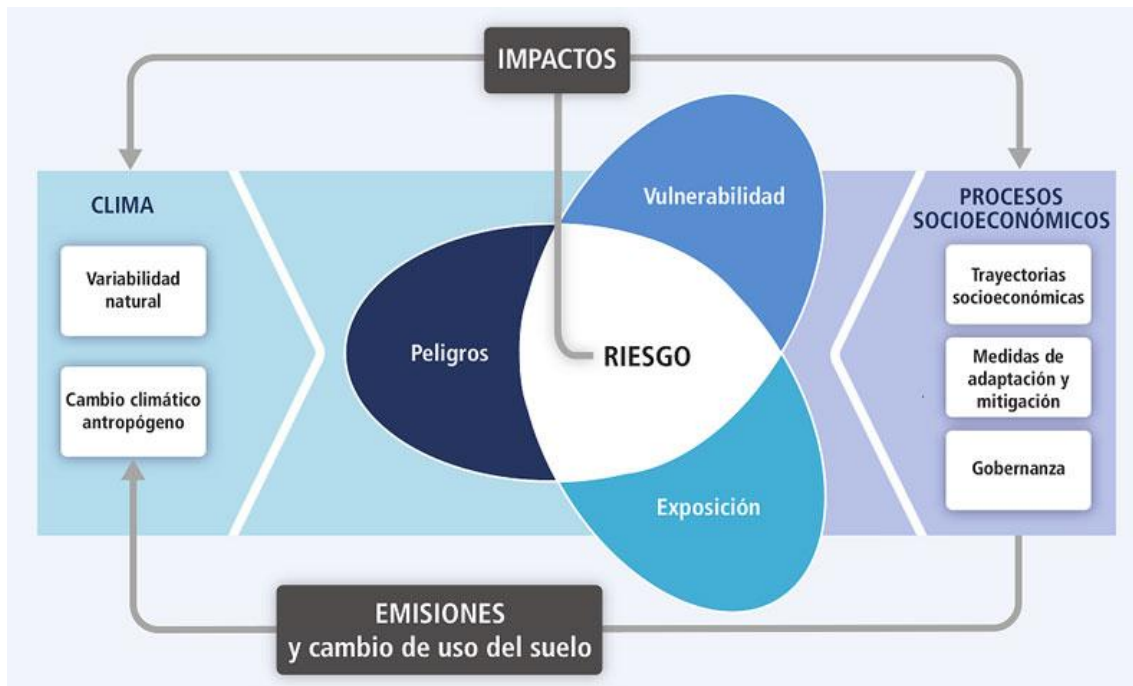 IMPACTOS
CLIMA
Variabilidad
natural
Cambio climático
antropógeno
Peligros
Vulnerabilidad
RIESGO
Exposición
PROCESOS
SOCIOECONÓMICOS
Trayectorias
socioeconómicas
Medidas de
adaptación y
mitigación
Gobernanza
EMISIONES
y cambio de uso del suelo